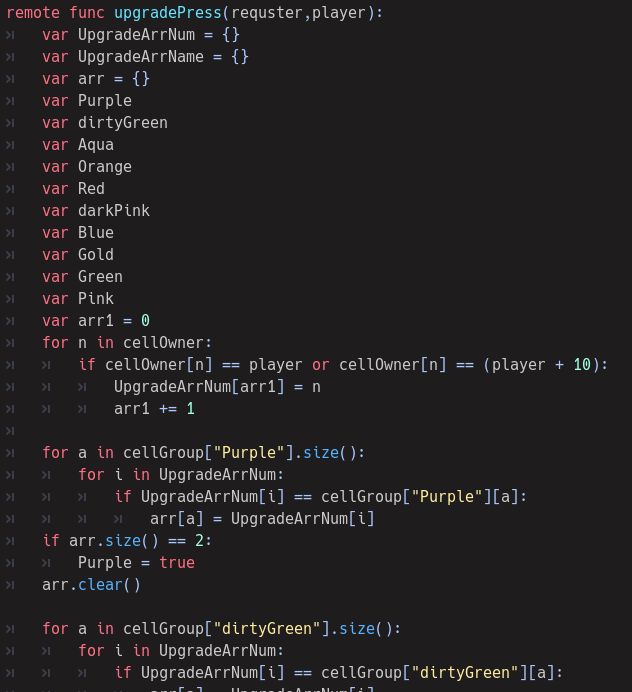 remote func upgradePress(requster,player):
var UpgradeArrNum = {}
var UpgradeArrName = {}
var arr = {}
var Purple
var dirtyGreen
var Aqua
var Orange
var Red
var darkPink
var Blue
var Gold
var Green
var Pink
var arr1 = 0
for n in cellOwner:
if cellOwner[n] == player or cellOwner[n] == (player + 10):
UpgradeArrNum[arr1] = n
arr1 += 1
for a in cellGroup["Purple"].size():
for i in UpgradeArrNum:
if UpgradeArrNum[i] == cellGroup["Purple"][a]:
arr[a] = UpgradeArrNum[i]
if arr.size() == 2:
Purple = true
arr.clear()
for a in cellGroup["dirtyGreen"].size():
for i in UpgradeArrNum:
if UpgradeArrNum[i] == cellGroup["dirtyGreen"][a]:
arr[a] = UpgradeArrNum[i]